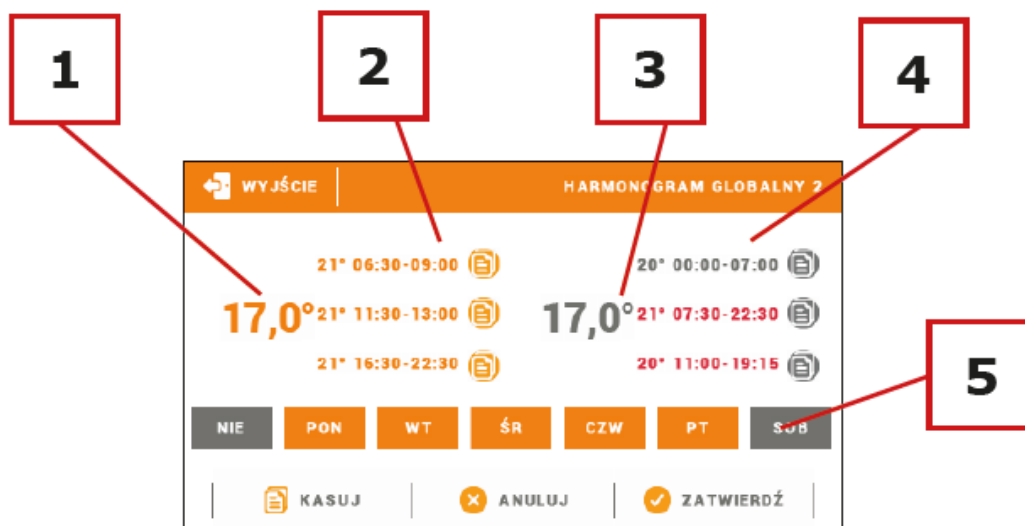 1 2 3 4
WYJŚCIE HARMONOGRAM GLOBALNY 2
21° 06:30-09:00 20° 00:00-07:00
17,0° 21° 11:30-13:00 17,0° 21° 07:30-22:30
21° 16:30-22:30 20° 11:00-19:15
5
NIE PON WT ŚR CZW PT SOB
KASUJ ANULUJ ZATWIERDŹ